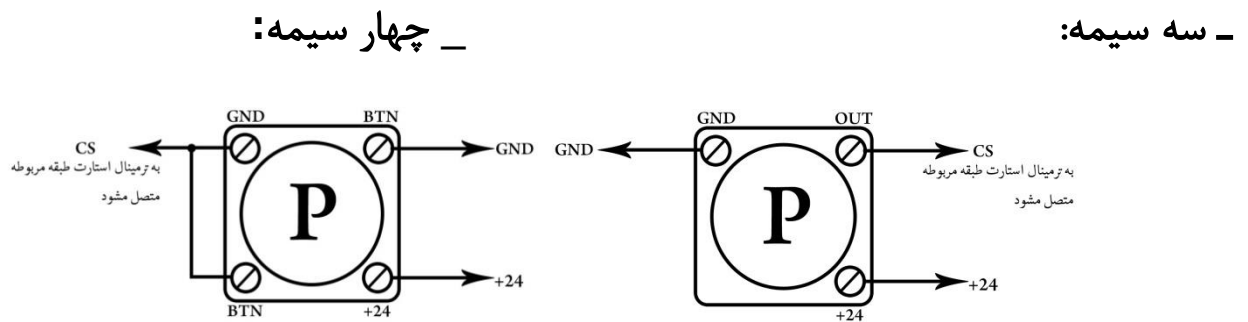 ـ سه سیمه:
_ چهار سیمه:
GND OUT
GND
CS
به ترمینال استارت طبقه مربوطه
متصل مشود
P
+24
+24
GND BTN
CS
GND
به ترمینال استارت طبقه مربوطه
متصل مشود
P
+24
BTN +24